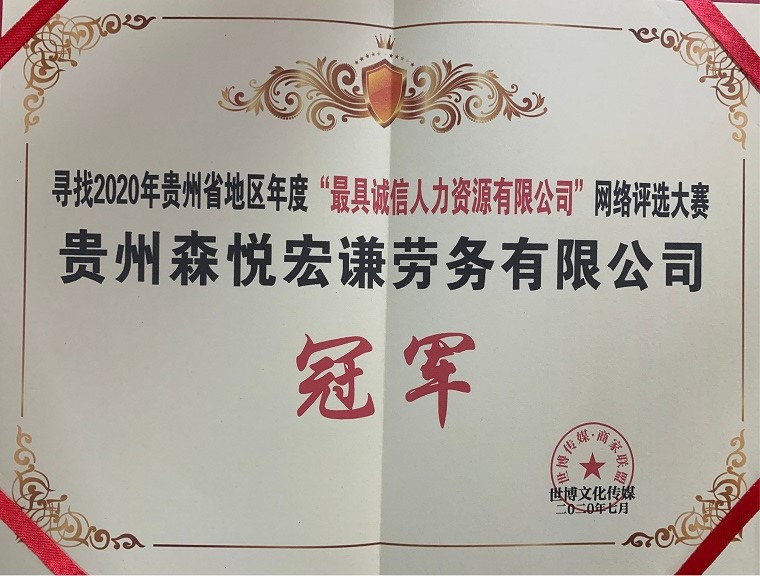 寻找2020年贵州省地区年度“最具诚信人力资源有限公司”网络评选大赛
贵州森悦宏谦劳务有限公司
冠军
世博传媒·商家联盟
世博文化传媒
二〇二〇年七月